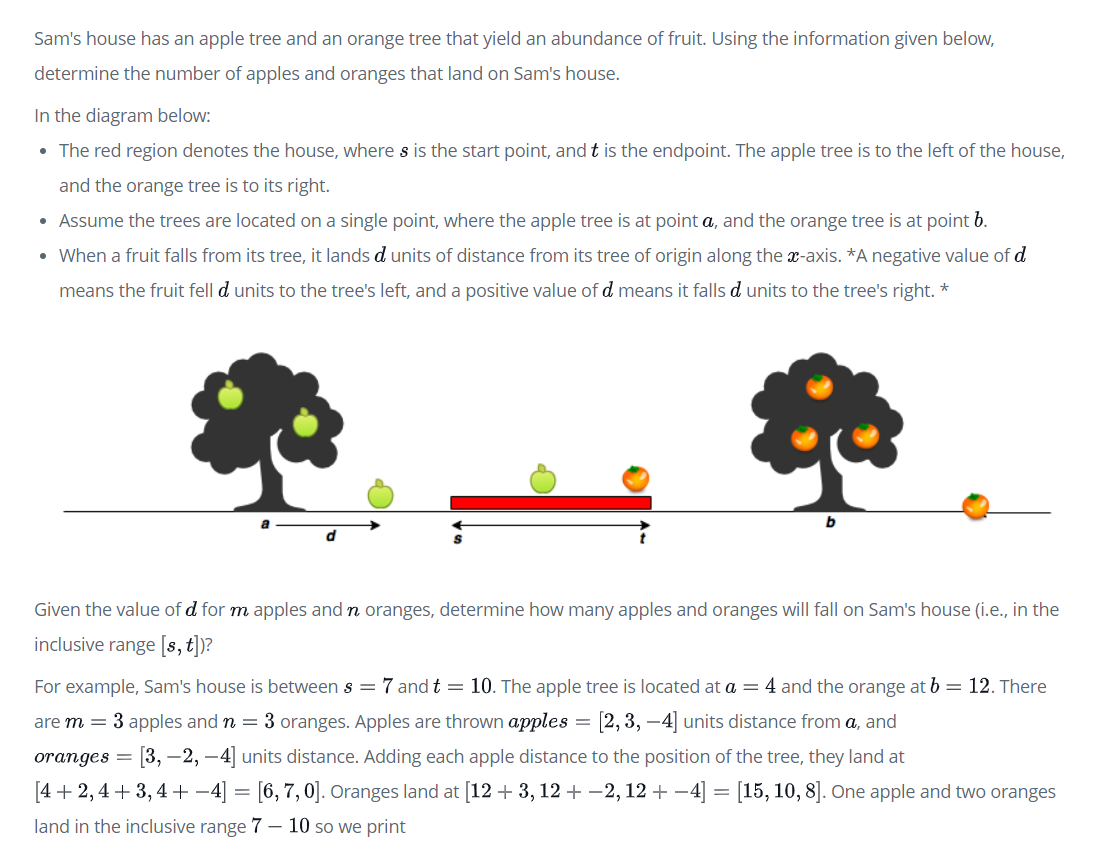 Sam's house has an apple tree and an orange tree that yield an abundance of fruit. Using the information given below,
determine the number of apples and oranges that land on Sam's house.
In the diagram below:
• The red region denotes the house, where s is the start point, and t is the endpoint. The apple tree is to the left of the house,
and the orange tree is to its right.
• Assume the trees are located on a single point, where the apple tree is at point a, and the orange tree is at point b.
• When a fruit falls from its tree, it lands d units of distance from its tree of origin along the x-axis. *A negative value of d
means the fruit fell d units to the tree's left, and a positive value of d means it falls d units to the tree's right. *
a
d
s
t
b
Given the value of d for m apples and n oranges, determine how many apples and oranges will fall on Sam's house (i.e., in the
inclusive range [s, t])?
For example, Sam's house is between s = 7 and t = 10. The apple tree is located at a = 4 and the orange at b = 12. There
are m = 3 apples and n = 3 oranges. Apples are thrown apples = [2, 3, −4] units distance from a, and
oranges = [3, −2, −4] units distance. Adding each apple distance to the position of the tree, they land at
[4 + 2, 4 + 3, 4 + −4] = [6, 7, 0]. Oranges land at [12 + 3, 12 + −2, 12 + −4] = [15, 10, 8]. One apple and two oranges
land in the inclusive range 7 − 10 so we print